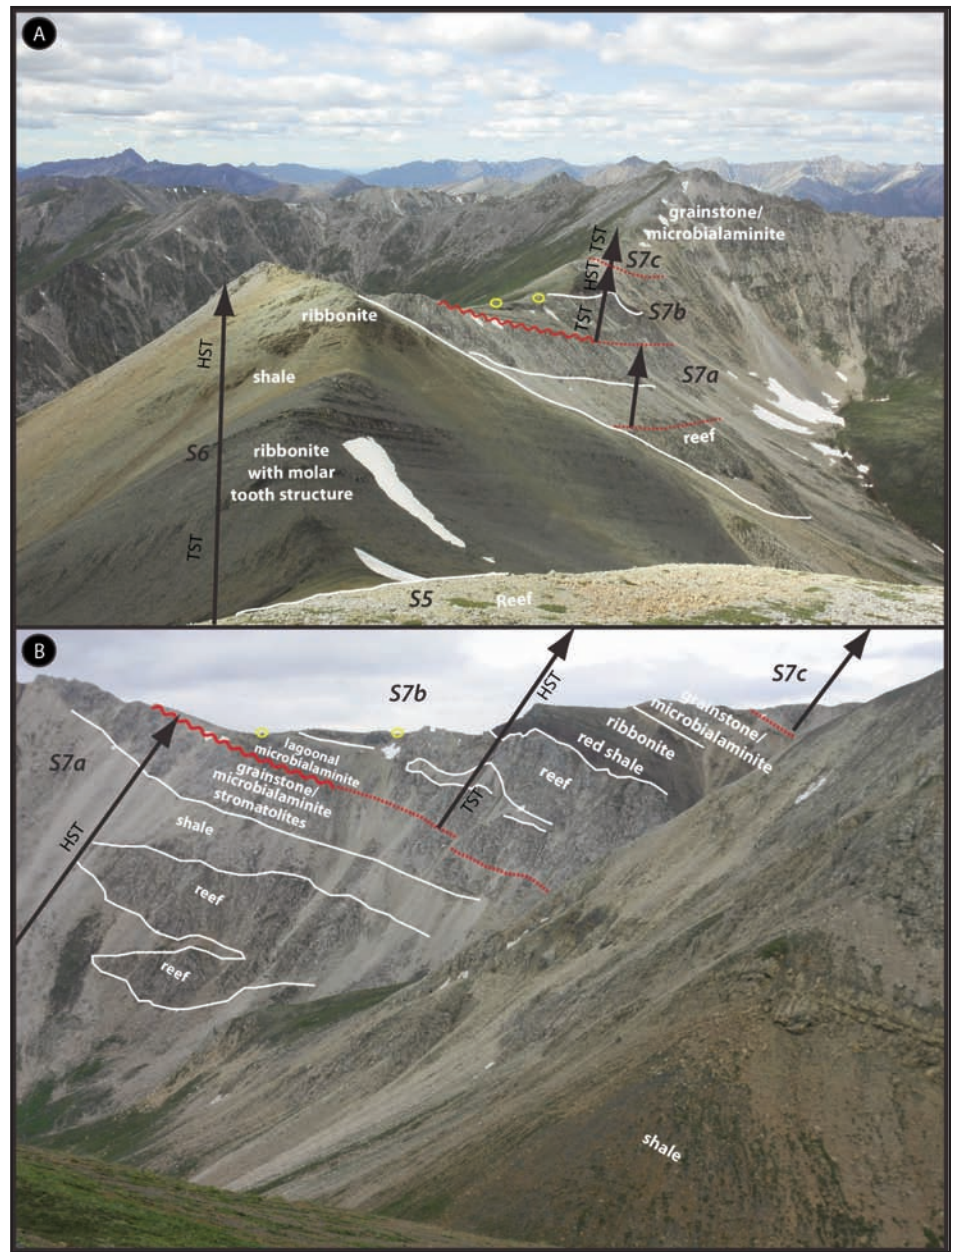 A
grainstone/
microbialaminite
TST
S7c
HST
ribbonite
S7b
TST
HST
shale
S7a
S6
ribbonite
with molar
tooth structure
reef
TST
S5
Reef
B
S7b
HST
S7c
grainstone/
microbialaminite
S7a
lagoonal
microbialaminite
ribbonite
red shale
grainstone/
microbialaminite
stromatolites
reef
TST
HST
shale
reef
reef
shale